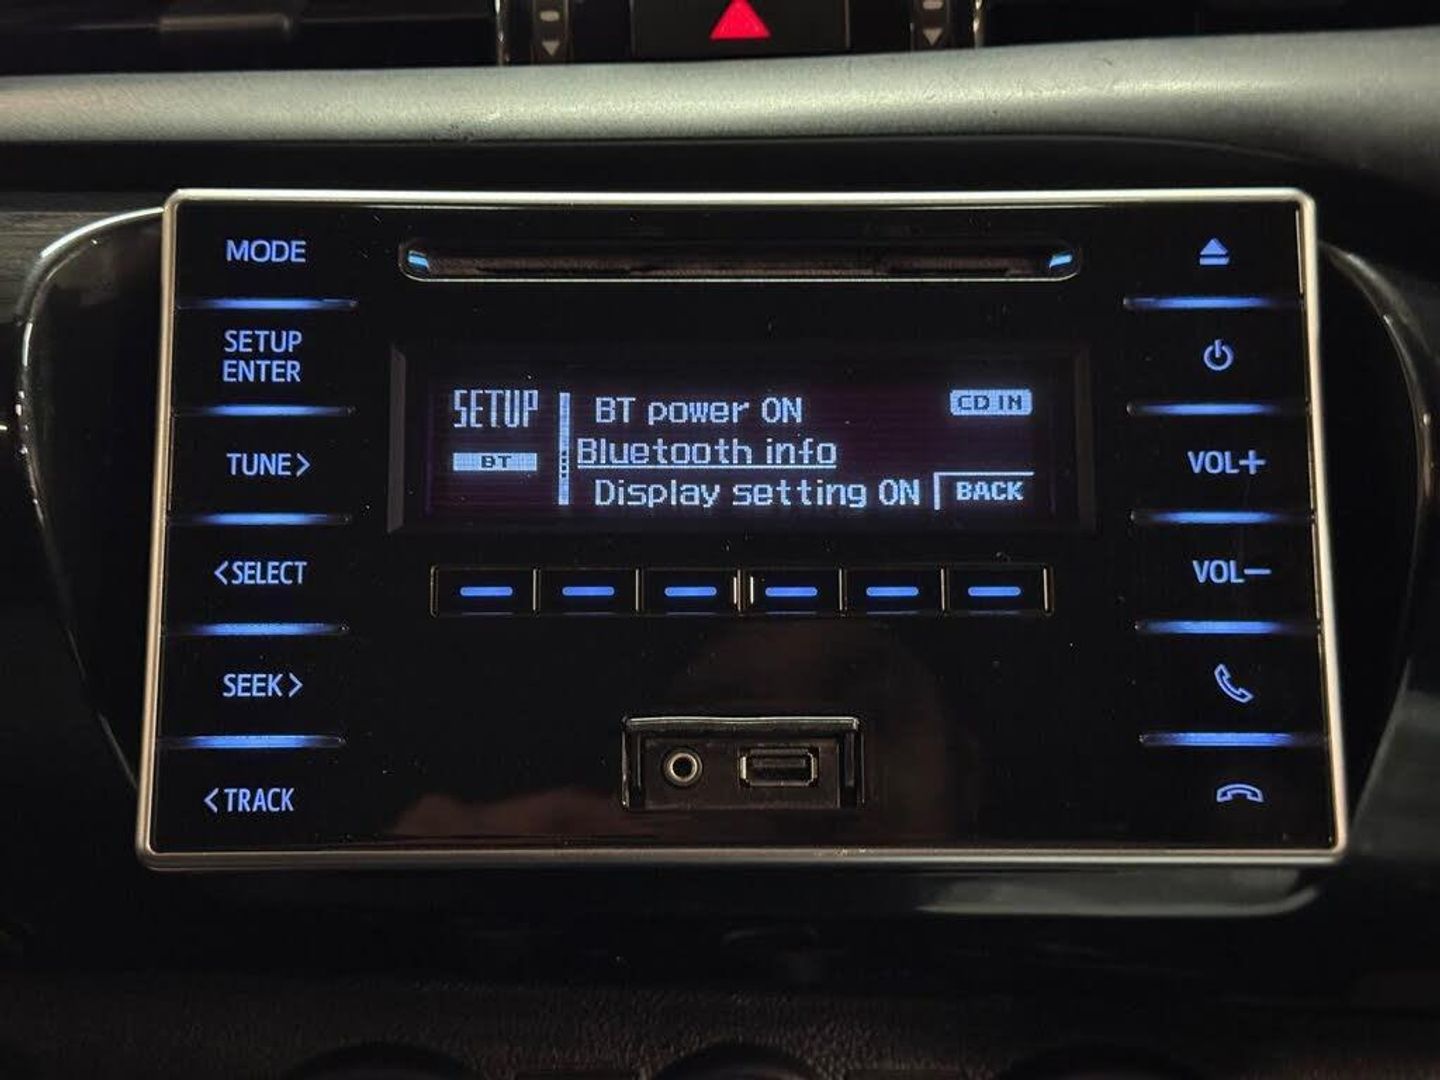 MODE
SETUP
ENTER
TUNE>
<SELECT
SEEK>
<TRACK
SETUP
BT
BT power ON
Bluetooth info
Display setting ON
CD IN
BACK
VOL+
VOL−